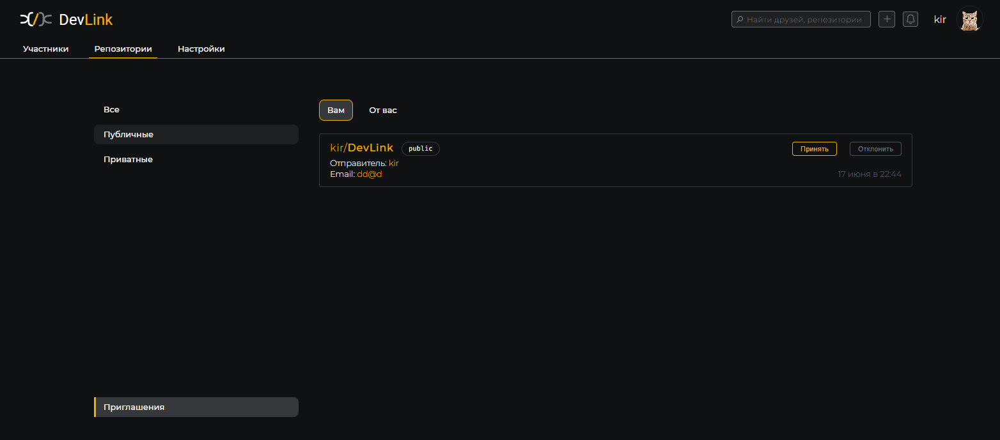 DevLink
Найти друзей, репозитории
kir
Участники Репозитории Настройки
Все
Публичные
Приватные
Приглашения
Вам От вас
kir/DevLink public
Принять Отклонить
Отправитель: kir
Email: dd@d
17 июня в 22:44